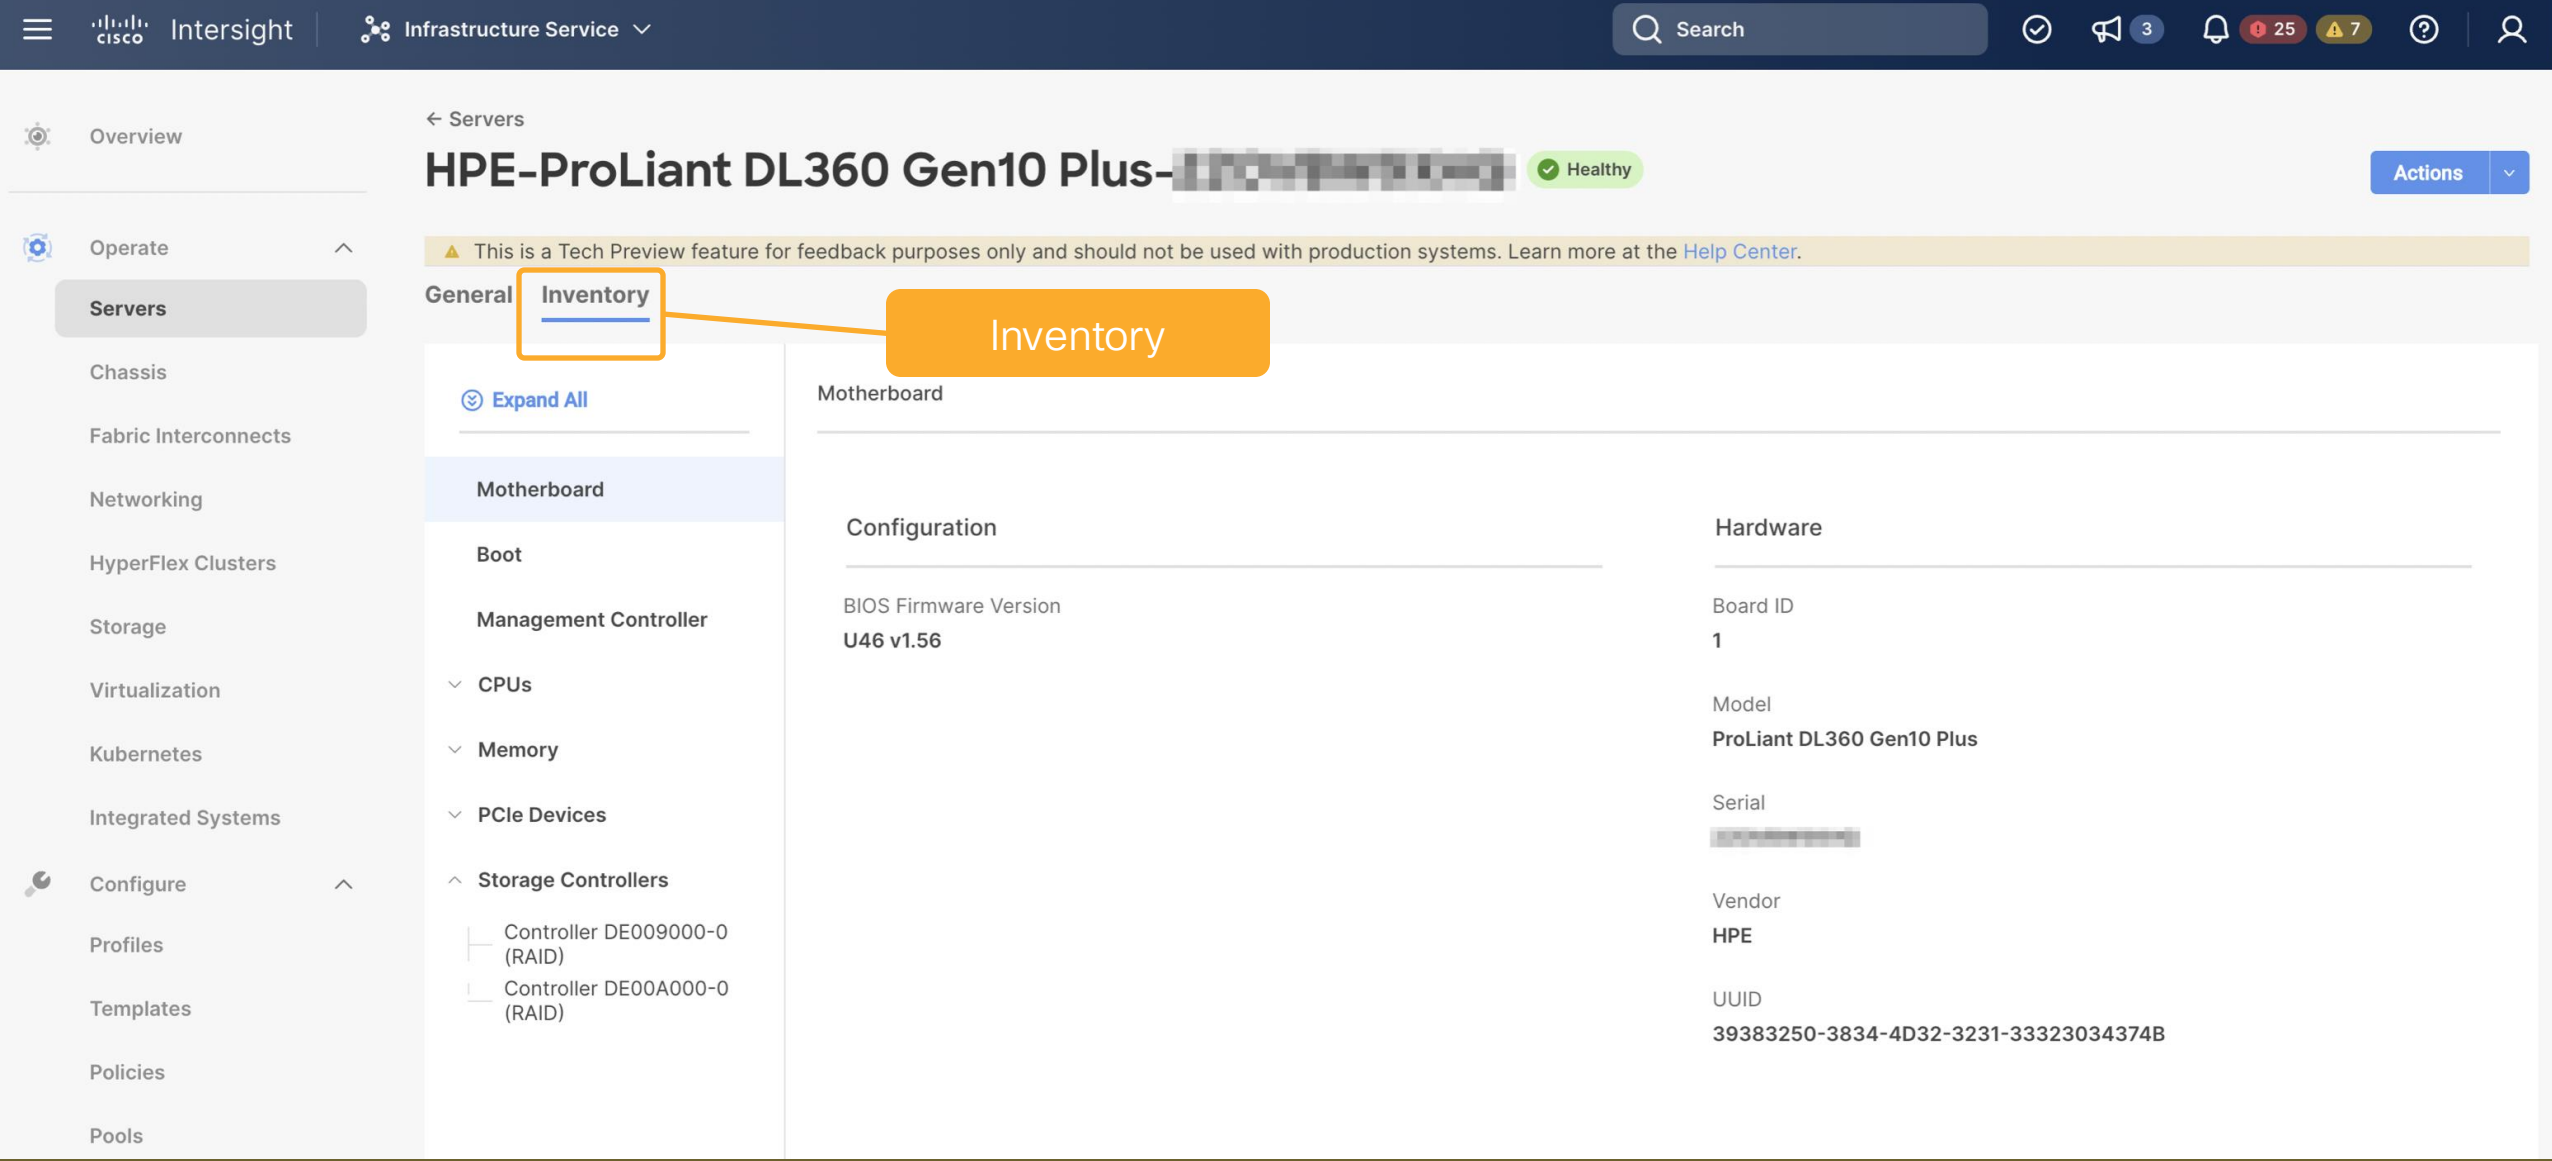 cisco Intersight Infrastructure Service Search 3 25 7
Overview
Operate
Servers
Chassis
Fabric Interconnects
Networking
HyperFlex Clusters
Storage
Virtualization
Kubernetes
Integrated Systems
Configure
Profiles
Templates
Policies
Pools
← Servers
HPE-ProLiant DL360 Gen10 Plus- Healthy
Actions
This is a Tech Preview feature for feedback purposes only and should not be used with production systems. Learn more at the Help Center.
General Inventory
Inventory
Expand All
Motherboard
Boot
Management Controller
CPUs
Memory
PCIe Devices
Storage Controllers
Controller DE009000-0
(RAID)
Controller DE00A000-0
(RAID)
Motherboard
Configuration
BIOS Firmware Version
U46 v1.56
Hardware
Board ID
1
Model
ProLiant DL360 Gen10 Plus
Serial
Vendor
HPE
UUID
39383250-3834-4D32-3231-33323034374B